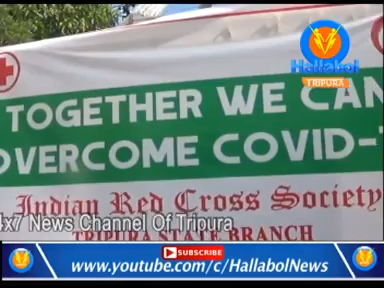 Hallabol
TRIPURA
TOGETHER WE CAN
OVERCOME COVID-
Indian Red Cross Society
4x7 News Channel Of Tripura
TRIPURA STATE BRANCH
SUBSCRIBE
www.youtube.com/c/HallabolNews